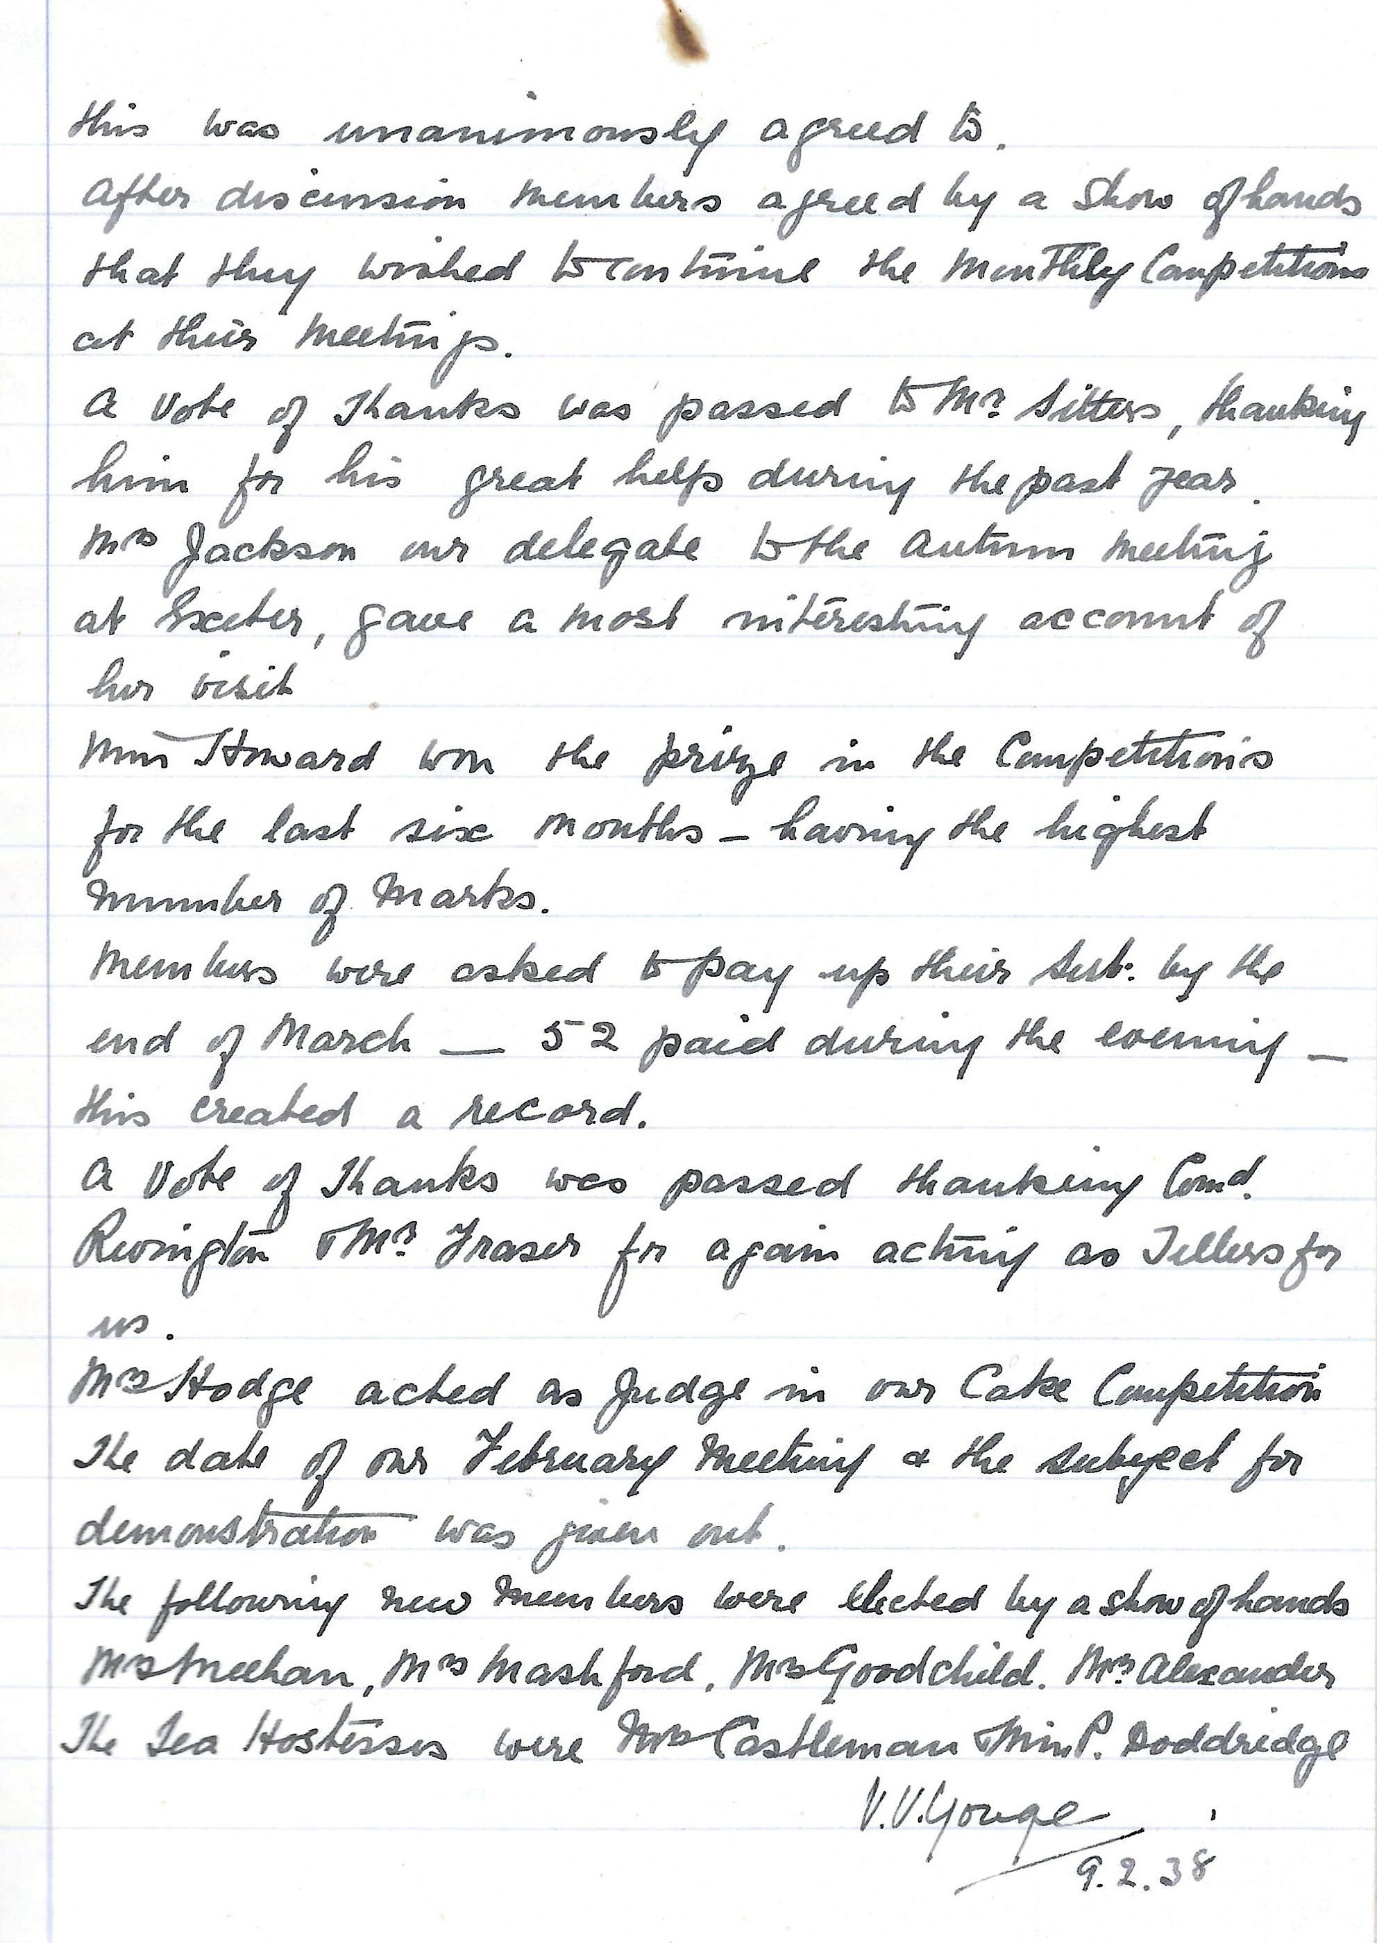 this was unanimously agreed to.
After discussion members agreed by a Show of hands
that they wished to continue the Monthly Competitions
at their Meetings.
A Vote of Thanks was passed to Mr. Sitters, thanking
him for his great help during the past year.
Mrs Jackson our delegate to the Autumn Meeting
at Exeter, gave a most interesting account of
her visit
Miss Howard won the prize in the Competitions
for the last six months – having the highest
Number of Marks.
Members were asked to pay up their Sub: by the
end of March — 52 paid during the evening —
this created a record.
A Vote of Thanks was passed thanking Comd.
Rivington & Mr. Fraser for again acting as Tellers for
us.
Mrs Hodge acted as Judge in our Cake Competition
The date of our February Meeting & the subject for
demonstration was given out.
The following new Members were elected by a show of hands
Mrs Meehan, Mrs Mashford, Mrs Goodchild. Mrs Alexander
The Tea Hostesses were Mrs Castleman & Miss P. Doddridge
V.V. Gouge
9.2.38